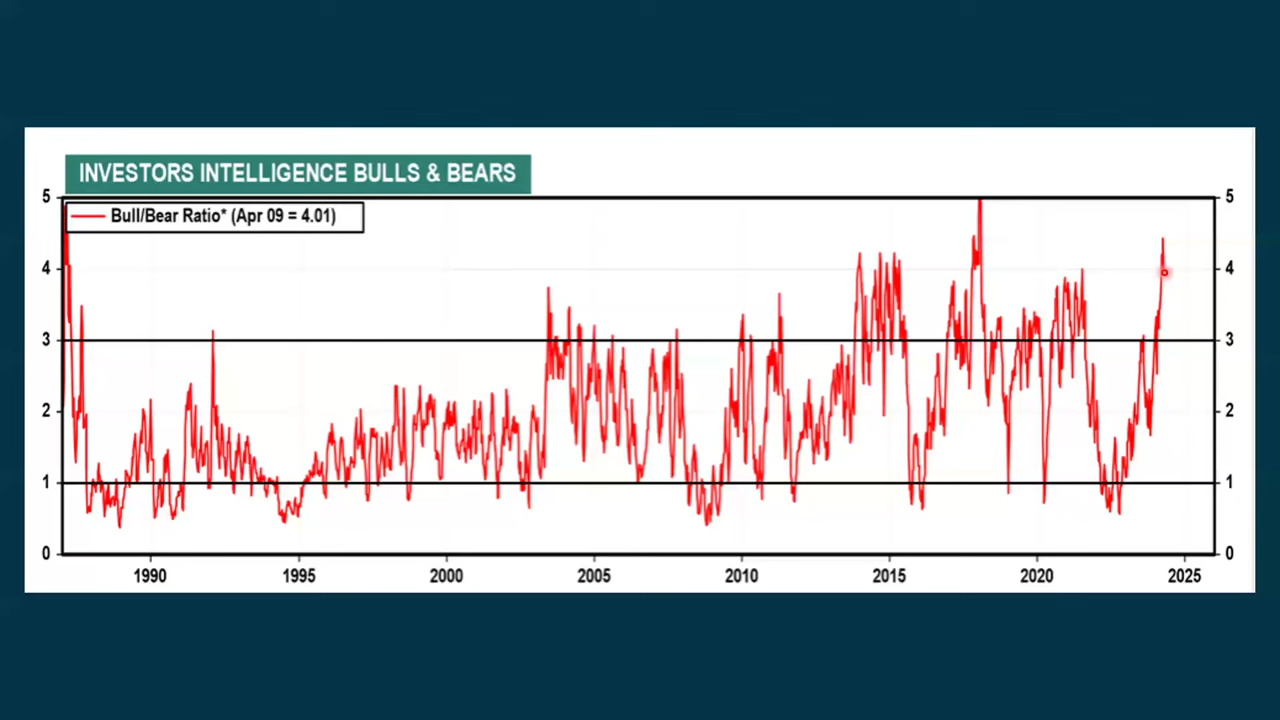 INVESTORS INTELLIGENCE BULLS & BEARS
Bull/Bear Ratio* (Apr 09 = 4.01)
5 5
4 4
3 3
2 2
1 1
0 0
1990 1995 2000 2005 2010 2015 2020 2025